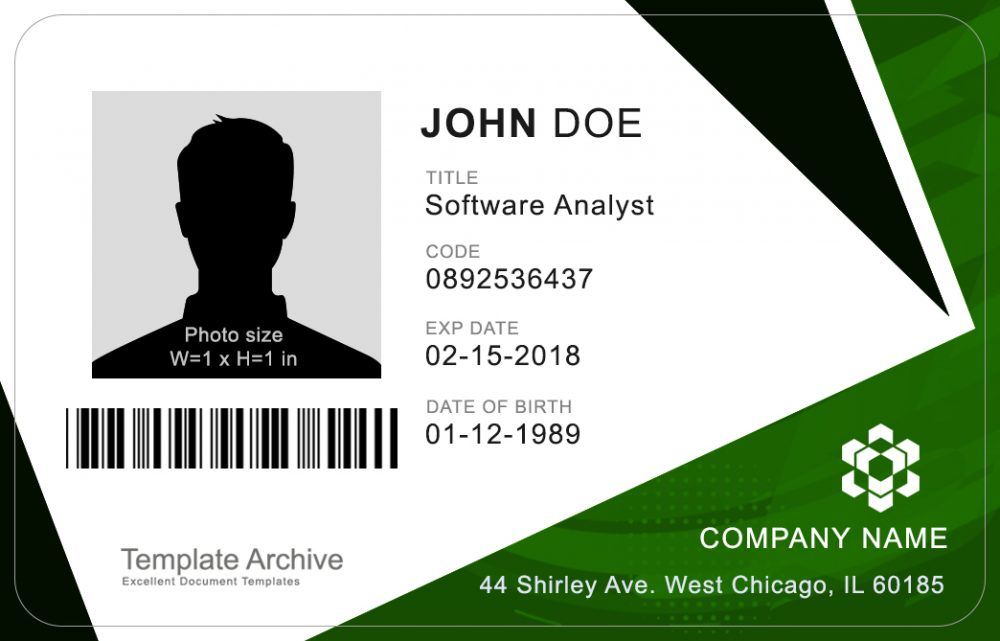 JOHN DOE
TITLE
Software Analyst
CODE
0892536437
EXP DATE
02-15-2018
DATE OF BIRTH
01-12-1989
Photo size
W=1 x H=1 in
Template Archive
Excellent Document Templates
COMPANY NAME
44 Shirley Ave. West Chicago, IL 60185